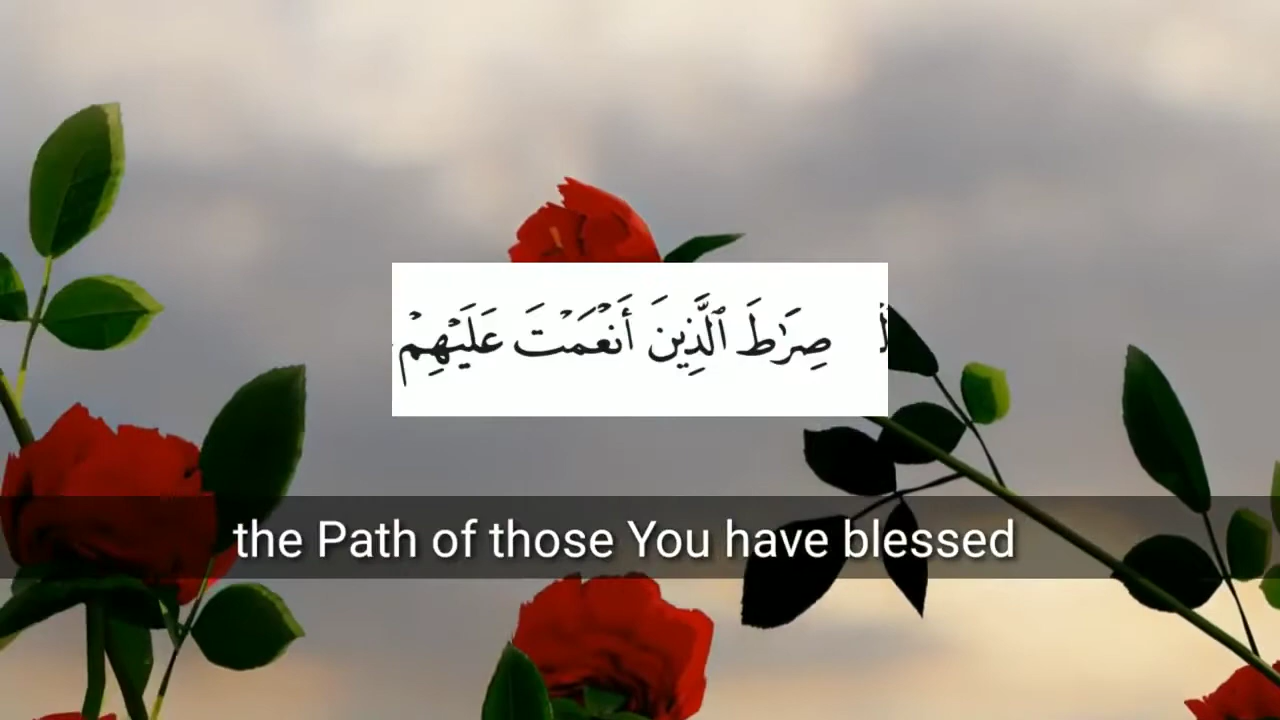 صِرَٰطَ ٱلَّذِينَ أَنْعَمْتَ عَلَيْهِمْ
the Path of those You have blessed